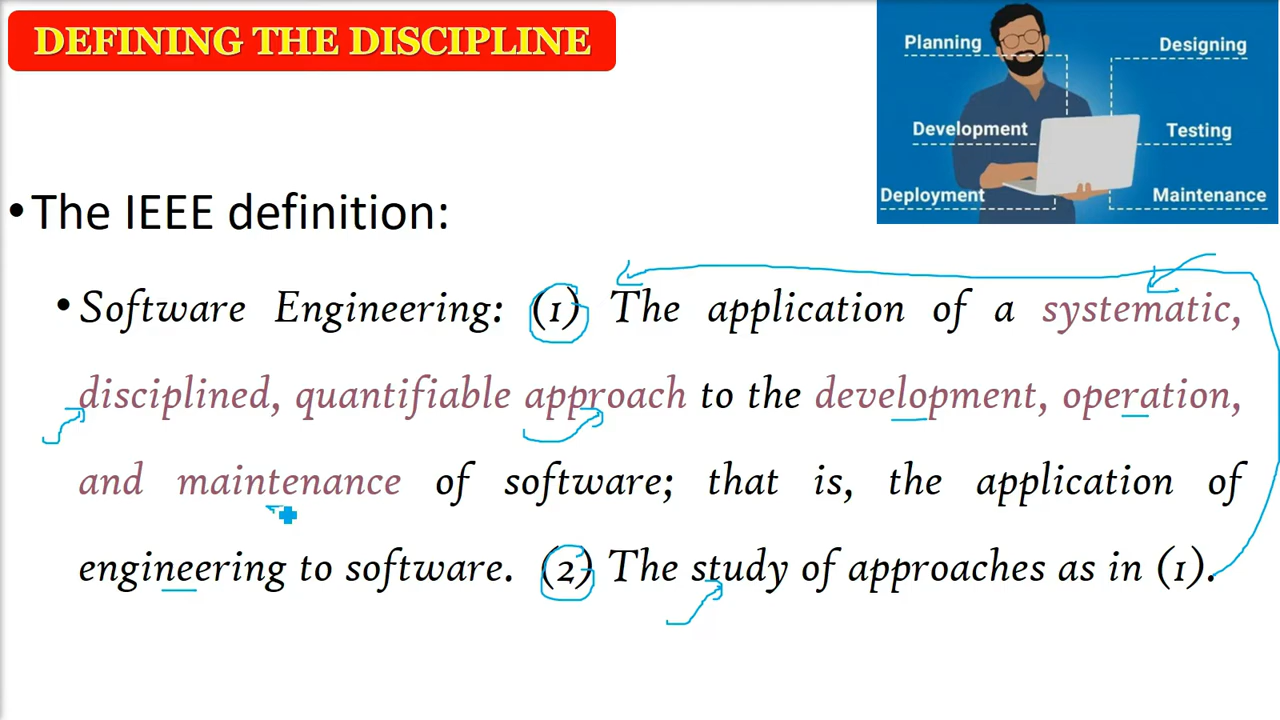 DEFINING THE DISCIPLINE
Planning
Designing
Development
Testing
Deployment
Maintenance
•The IEEE definition:
• Software Engineering: (1) The application of a systematic,
disciplined, quantifiable approach to the development, operation,
and maintenance of software; that is, the application of
engineering to software. (2) The study of approaches as in (1).